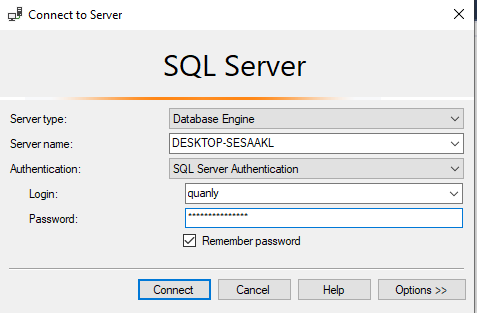 Connect to Server
SQL Server
Server type: Database Engine
Server name: DESKTOP-SESAAKL
Authentication: SQL Server Authentication
Login: quanly
Password: ***************
Remember password
Connect Cancel Help Options >>